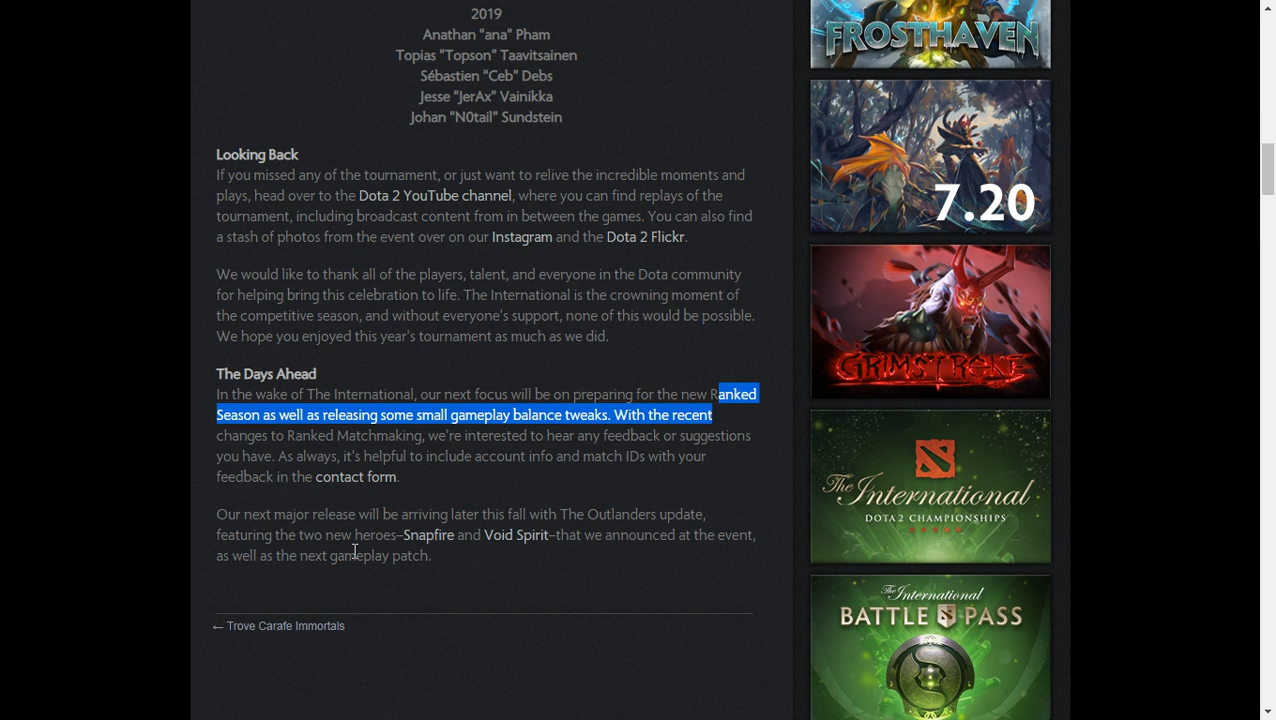 2019
Anathan "ana" Pham
Topias "Topson" Taavitsainen
Sébastien "Ceb" Debs
Jesse "JerAx" Vainikka
Johan "N0tail" Sundstein
Looking Back
If you missed any of the tournament, or just want to relive the incredible moments and
plays, head over to the Dota 2 YouTube channel, where you can find replays of the
tournament, including broadcast content from in between the games. You can also find
a stash of photos from the event over on our Instagram and the Dota 2 Flickr.
We would like to thank all of the players, talent, and everyone in the Dota community
for helping bring this celebration to life. The International is the crowning moment of
the competitive season, and without everyone's support, none of this would be possible.
We hope you enjoyed this year's tournament as much as we did.
The Days Ahead
In the wake of The International, our next focus will be on preparing for the new Ranked
Season as well as releasing some small gameplay balance tweaks. With the recent
changes to Ranked Matchmaking, we're interested to hear any feedback or suggestions
you have. As always, it's helpful to include account info and match IDs with your
feedback in the contact form.
Our next major release will be arriving later this fall with The Outlanders update,
featuring the two new heroes–Snapfire and Void Spirit–that we announced at the event,
as well as the next gameplay patch.
← Trove Carafe Immortals
FROSTHAVEN
7.20
GRIMSTROKE
The International
DOTA 2 CHAMPIONSHIPS
The International
BATTLE PASS